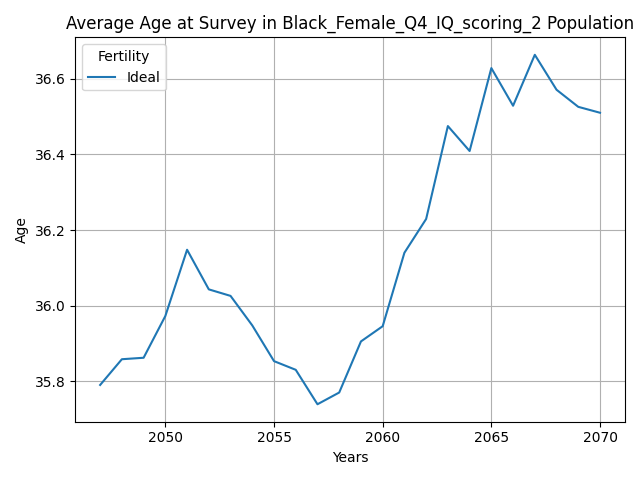 Average Age at Survey in Black_Female_Q4_IQ_scoring_2 Population
Fertility
Ideal
Age
36.6
36.4
36.2
36.0
35.8
2050 2055 2060 2065 2070
Years